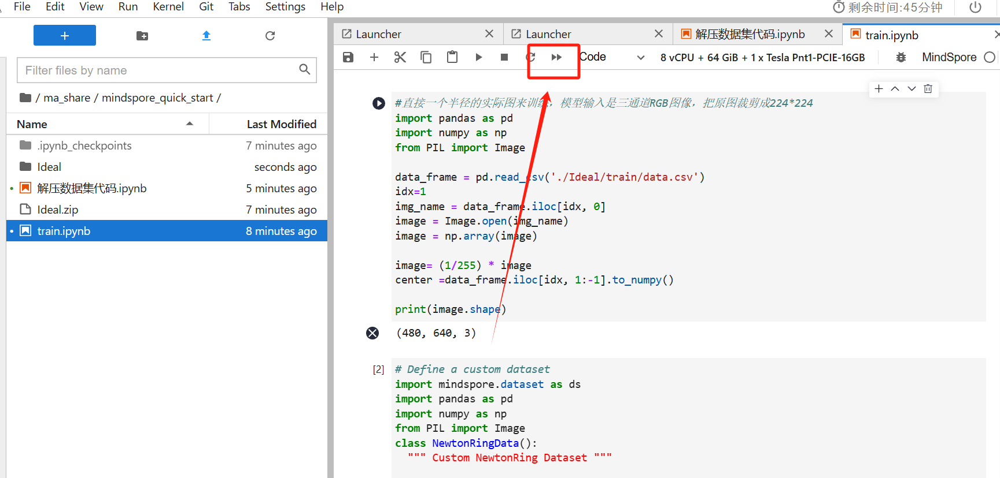 File Edit View Run Kernel Git Tabs Settings Help 剩余时间:45分钟
Launcher Launcher 解压数据集代码.ipynb train.ipynb
Code 8 vCPU + 64 GiB + 1 x Tesla Pnt1-PCIE-16GB MindSpore
Filter files by name
/ ma_share / mindspore_quick_start /
Name Last Modified
.ipynb_checkpoints 7 minutes ago
Ideal seconds ago
解压数据集代码.ipynb 5 minutes ago
Ideal.zip 7 minutes ago
train.ipynb 8 minutes ago
#直接一个半径的实际图来训练，模型输入是三通道RGB图像，把原图裁剪成224*224
import pandas as pd
import numpy as np
from PIL import Image
data_frame = pd.read_csv('./Ideal/train/data.csv')
idx=1
img_name = data_frame.iloc[idx, 0]
image = Image.open(img_name)
image = np.array(image)
image= (1/255) * image
center =data_frame.iloc[idx, 1:-1].to_numpy()
print(image.shape)
(480, 640, 3)
[2] # Define a custom dataset
import mindspore.dataset as ds
import pandas as pd
import numpy as np
from PIL import Image
class NewtonRingData():
""" Custom NewtonRing Dataset """